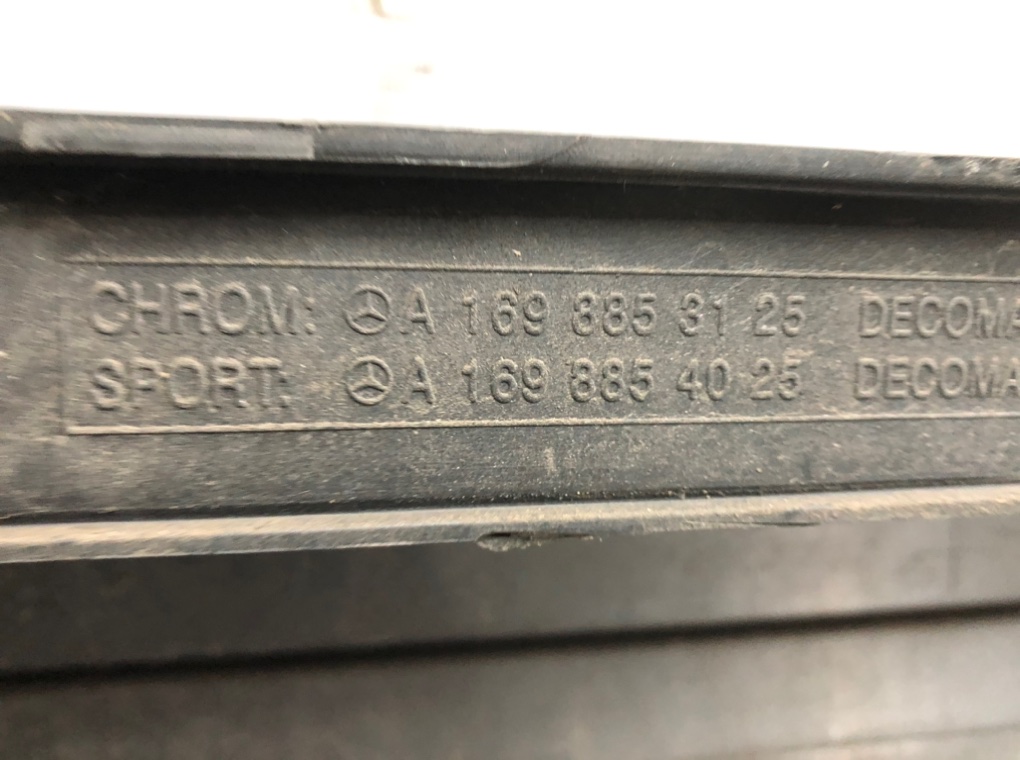 CHROM: A 169 885 31 25 DECOMA
SPORT: A 169 885 40 25 DECOMA